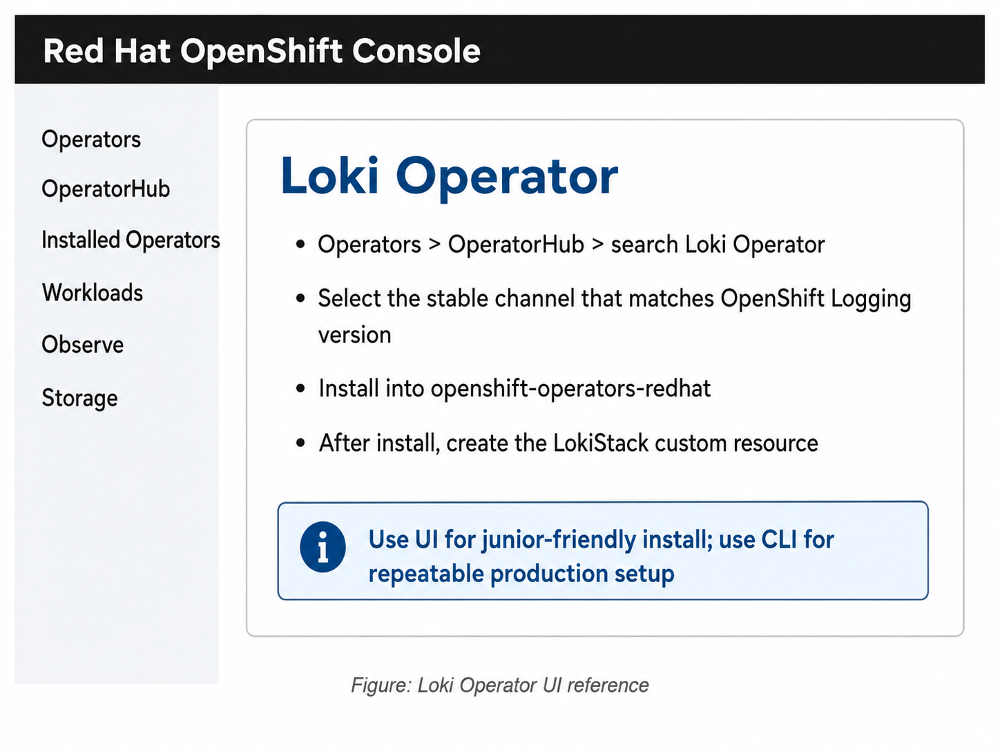 Red Hat OpenShift Console
Operators
OperatorHub
Installed Operators
Workloads
Observe
Storage
Loki Operator
• Operators > OperatorHub > search Loki Operator
• Select the stable channel that matches OpenShift Logging
version
• Install into openshift-operators-redhat
• After install, create the LokiStack custom resource
i
Use UI for junior-friendly install; use CLI for
repeatable production setup
Figure: Loki Operator UI reference